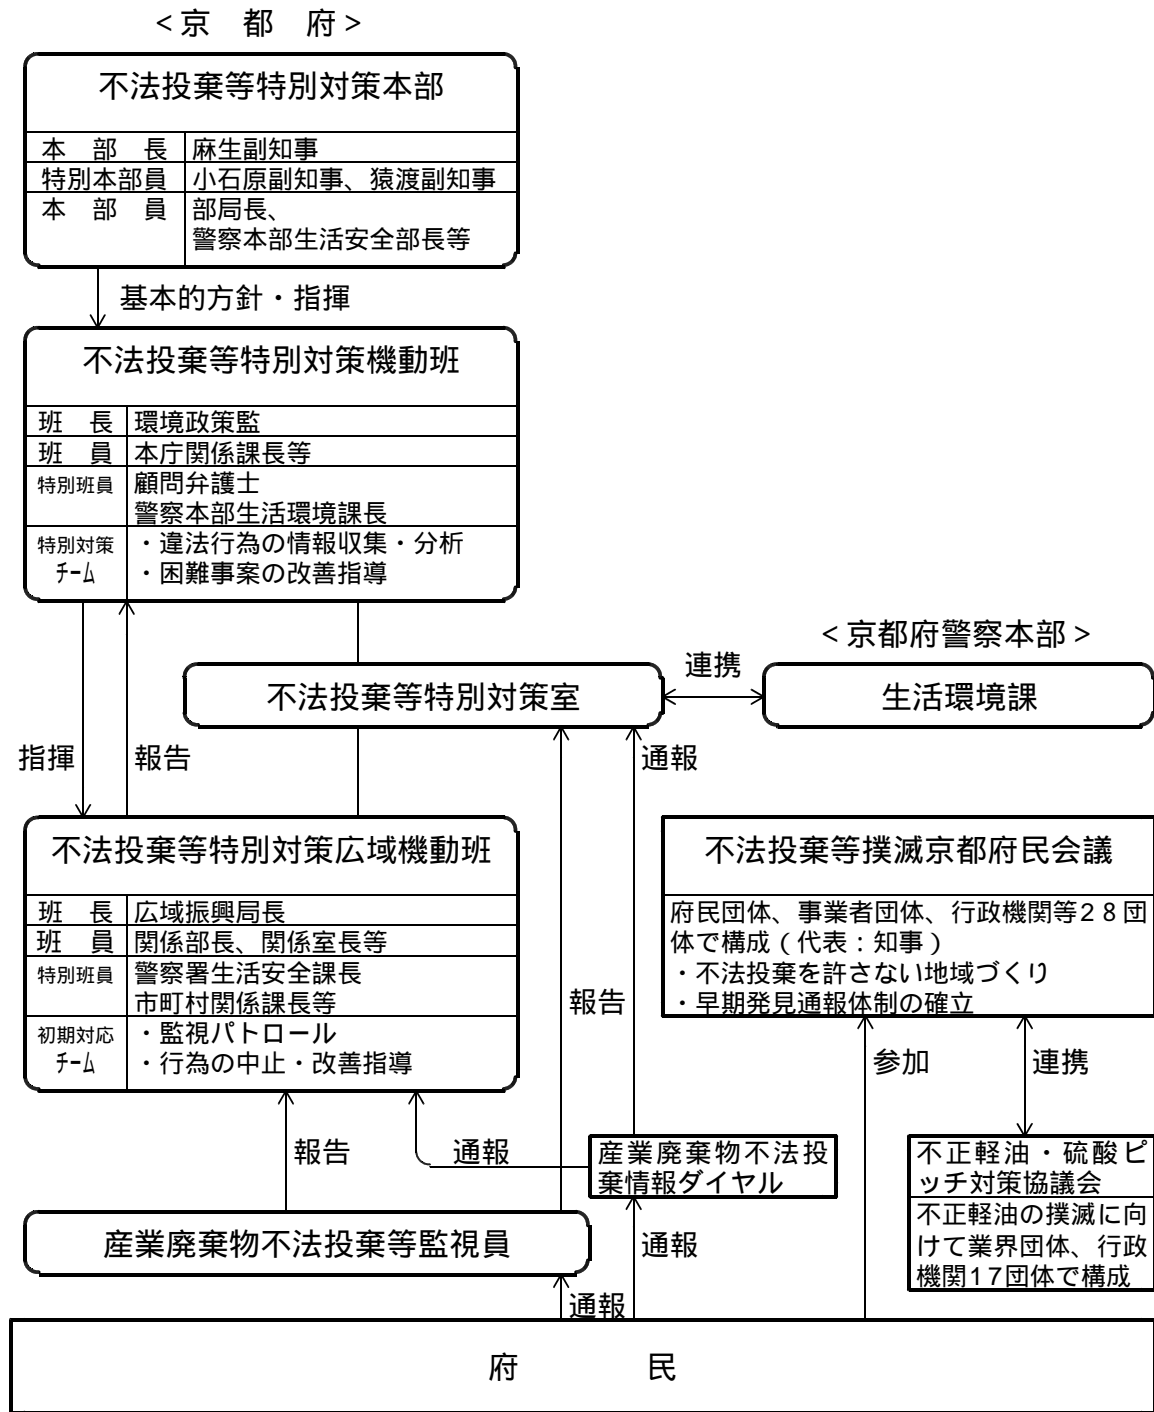 <京　都　府>
不法投棄等特別対策本部
本　部　長　麻生副知事
特別本部員　小石原副知事、猿渡副知事
本　部　員　部局長、
警察本部生活安全部長等
基本的方針・指揮
不法投棄等特別対策機動班
班　長　環境政策監
班　員　本庁関係課長等
特別班員　顧問弁護士
警察本部生活環境課長
特別対策　・違法行為の情報収集・分析
ﾁｰﾑ　・困難事案の改善指導
<京都府警察本部>
連携
不法投棄等特別対策室
生活環境課
指揮
報告
通報
不法投棄等特別対策広域機動班
班　長　広域振興局長
班　員　関係部長、関係室長等
特別班員　警察署生活安全課長
市町村関係課長等
初期対応　・監視パトロール
ﾁｰﾑ　・行為の中止・改善指導
不法投棄等撲滅京都府民会議
府民団体、事業者団体、行政機関等２８団
体で構成（代表：知事）
・不法投棄を許さない地域づくり
・早期発見通報体制の確立
報告
参加
連携
報告
通報
産業廃棄物不法投
棄情報ダイヤル
不正軽油・硫酸ピ
ッチ対策協議会
不正軽油の撲滅に向
けて業界団体、行政
機関17団体で構成
産業廃棄物不法投棄等監視員
通報
通報
府　　　民